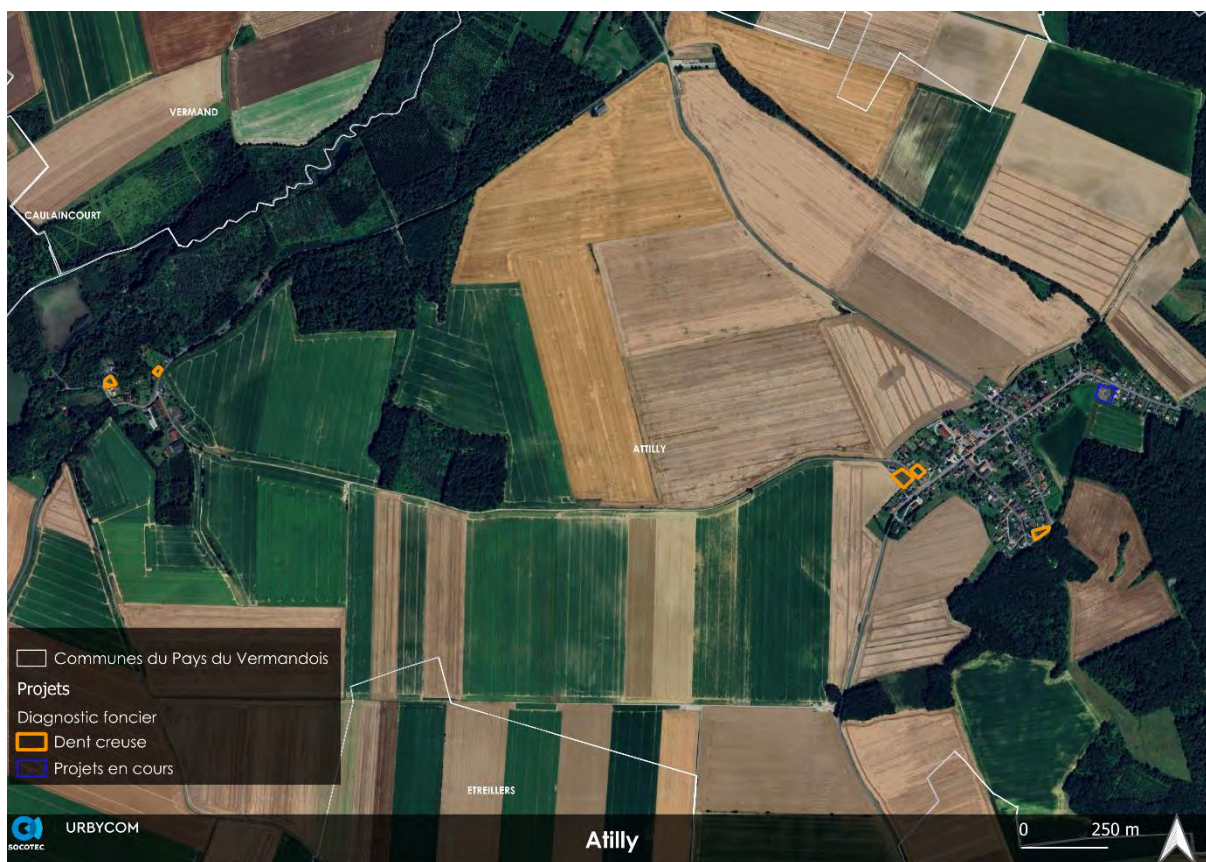 VERMAND
CAULAINCOURT
ATTILLY
Communes du Pays du Vermandois
Projets
Diagnostic foncier
Dent creuse
Projets en cours
ETREILLERS
SOCOTEC
URBYCOM
Atilly
0 250 m